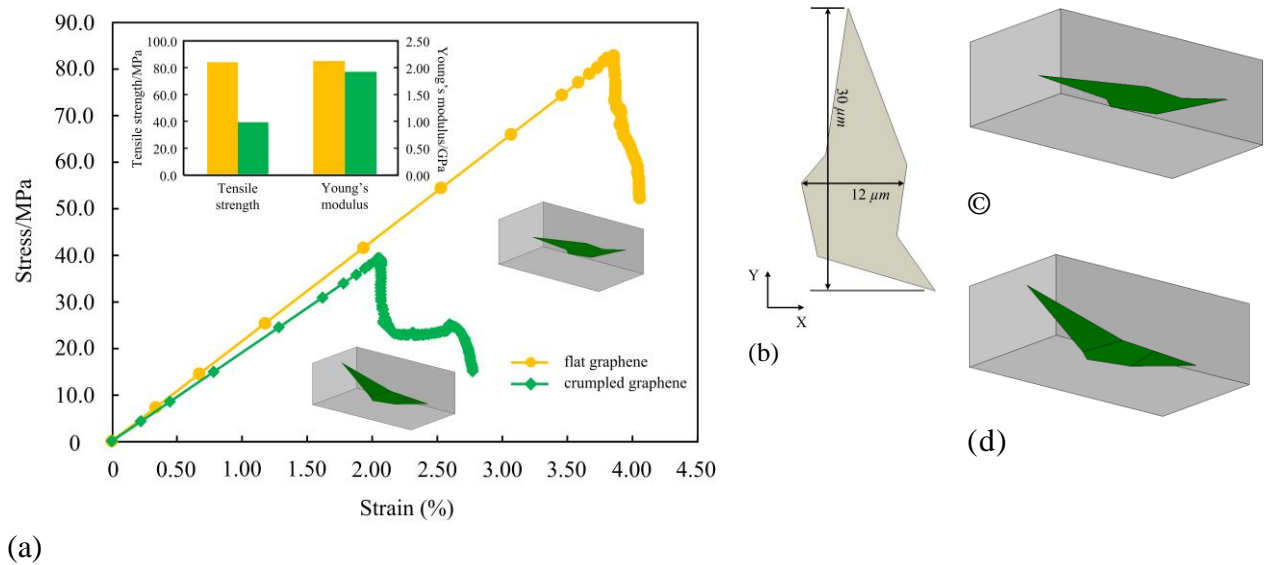 90.0
80.0
70.0
60.0
50.0
40.0
30.0
20.0
10.0
0
Stress/MPa
0 0.50 1.00 1.50 2.00 2.50 3.00 3.50 4.00 4.50
Strain (%)
100.0
80.0
60.0
40.0
20.0
0.0
Tensile strength/MPa
2.50
2.00
1.50
1.00
0.50
0.00
Young's modulus/GPa
Tensile
strength
Young's
modulus
flat graphene
crumpled graphene
(a)
30 µm
12 µm
Y
X
(b)
©
(d)